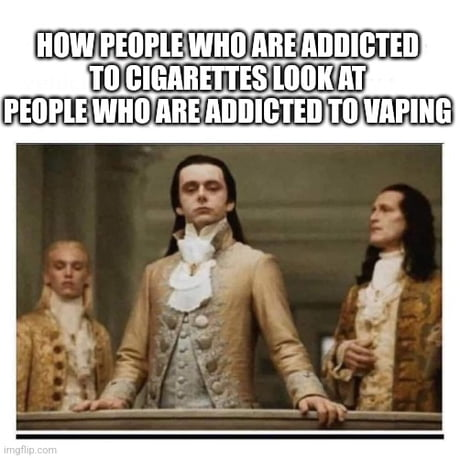 HOW PEOPLE WHO ARE ADDICTED
TO CIGARETTES LOOK AT
PEOPLE WHO ARE ADDICTED TO VAPING
imgflip.com